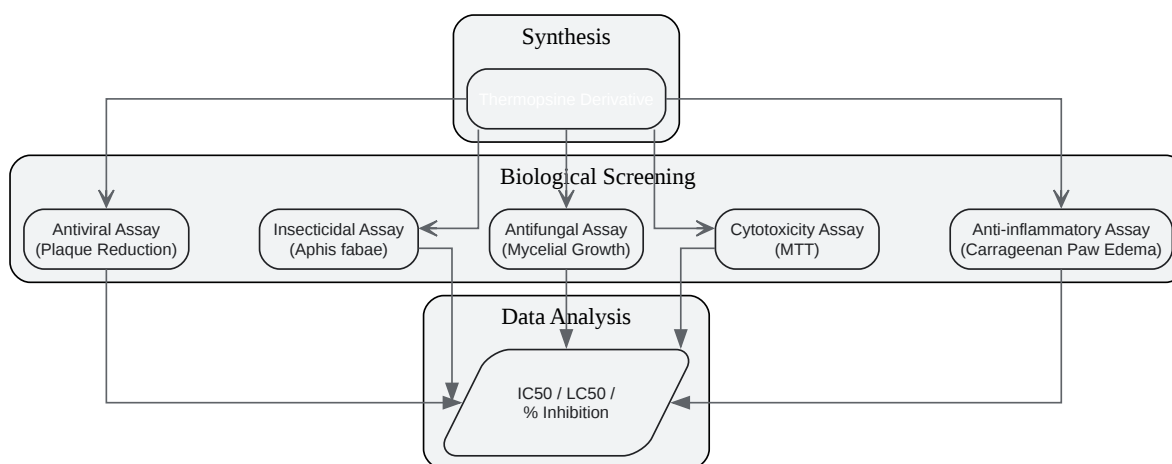 Synthesis
Thermopsine Derivative
Biological Screening
Antiviral Assay
(Plaque Reduction)
Insecticidal Assay
(Aphis fabae)
Antifungal Assay
(Mycelial Growth)
Cytotoxicity Assay
(MTT)
Anti-inflammatory Assay
(Carrageenan Paw Edema)
Data Analysis
IC50 / LC50 /
% Inhibition